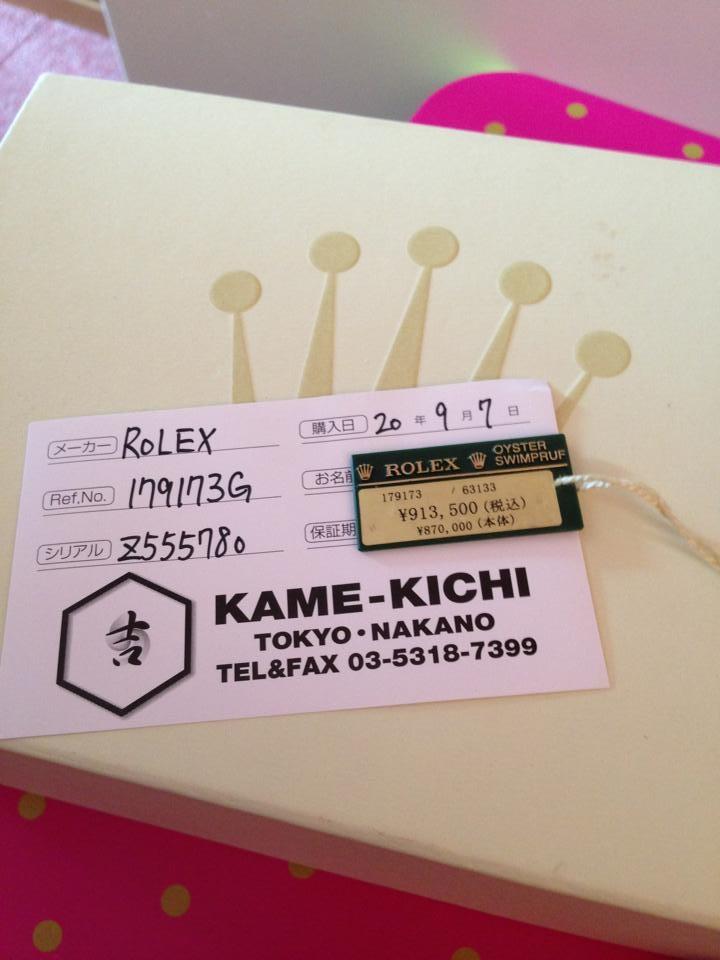 メーカー ROLEX
購入日 20 年 9 月 7 日
Ref.No. 179173G
お名前
シリアル Z555780
保証期
ROLEX OYSTER SWIMPRUF
179173 / 63133
¥913,500 (税込)
¥870,000 (本体)
吉
KAME-KICHI
TOKYO・NAKANO
TEL&FAX 03-5318-7399